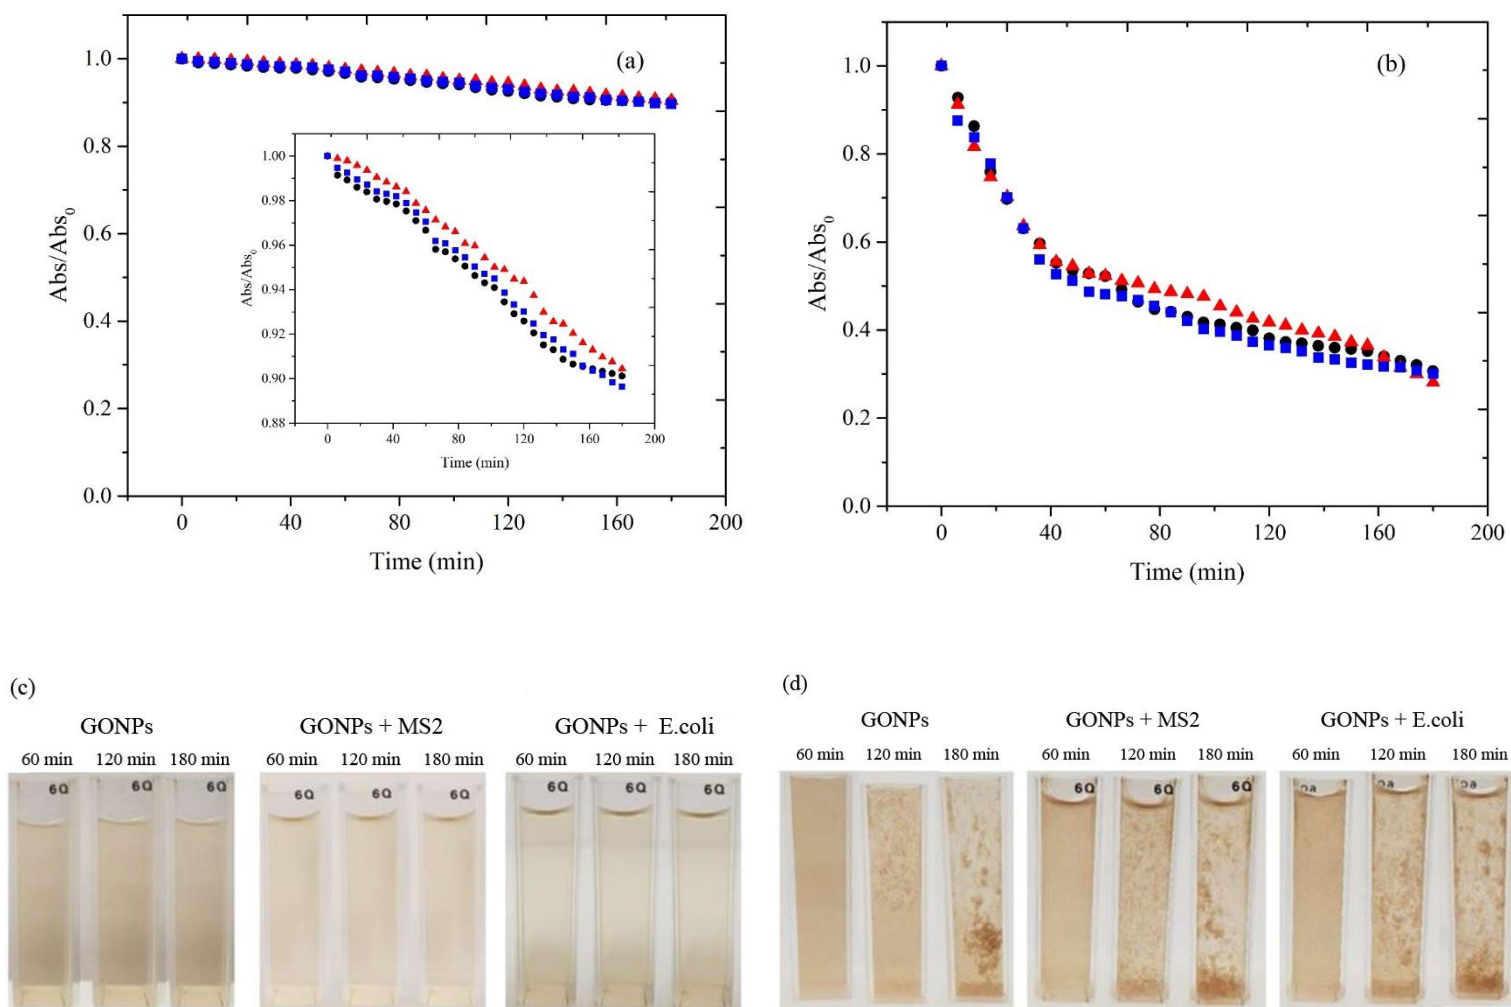 (a)
1.0
0.8
0.6
0.4
0.2
0.0
Abs/Abs0
0
40
80
120
160
200
Time (min)
1.00
0.98
0.96
0.94
0.92
0.90
0.88
Abs/Abs0
0
40
80
120
160
200
Time (min)
(b)
1.0
0.8
0.6
0.4
0.2
0.0
Abs/Abs0
0
40
80
120
160
200
Time (min)
(c)
GONPs
60 min 120 min 180 min
6Q 6Q 6Q
GONPs + MS2
60 min 120 min 180 min
6Q 6Q 6Q
GONPs + E.coli
60 min 120 min 180 min
6Q 6Q 6Q
(d)
GONPs
60 min 120 min 180 min
GONPs + MS2
60 min 120 min 180 min
6Q 6Q 6Q
GONPs + E.coli
60 min 120 min 180 min